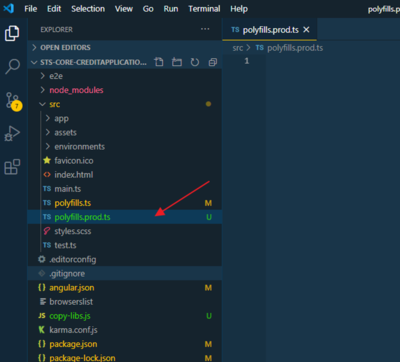 File Edit Selection View Go Run Terminal Help polyfills.p
EXPLORER ···
OPEN EDITORS
STS-CORE-CREDITAPPLICATIO...
e2e
node_modules
src
app
assets
environments
favicon.ico
index.html
TS main.ts
TS polyfills.ts M
TS polyfills.prod.ts U
styles.scss
TS test.ts
.editorconfig
.gitignore
{} angular.json M
browserslist
copy-libs.js U
karma.conf.js
{} package.json M
{} package-lock.json M
7
TS polyfills.prod.ts ×
src > TS polyfills.prod.ts
1